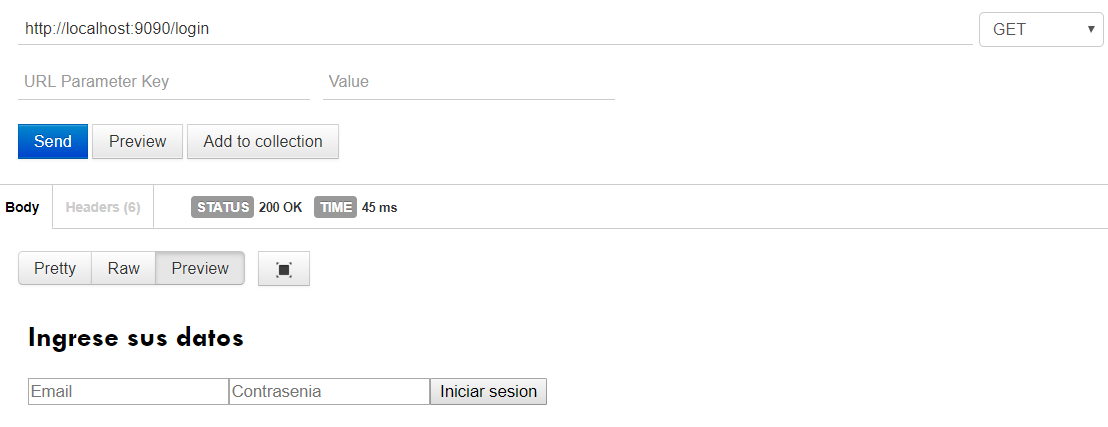 http://localhost:9090/login GET
URL Parameter Key Value
Send Preview Add to collection
Body Headers (6) STATUS 200 OK TIME 45 ms
Pretty Raw Preview
Ingrese sus datos
Email Contrasenia Iniciar sesion